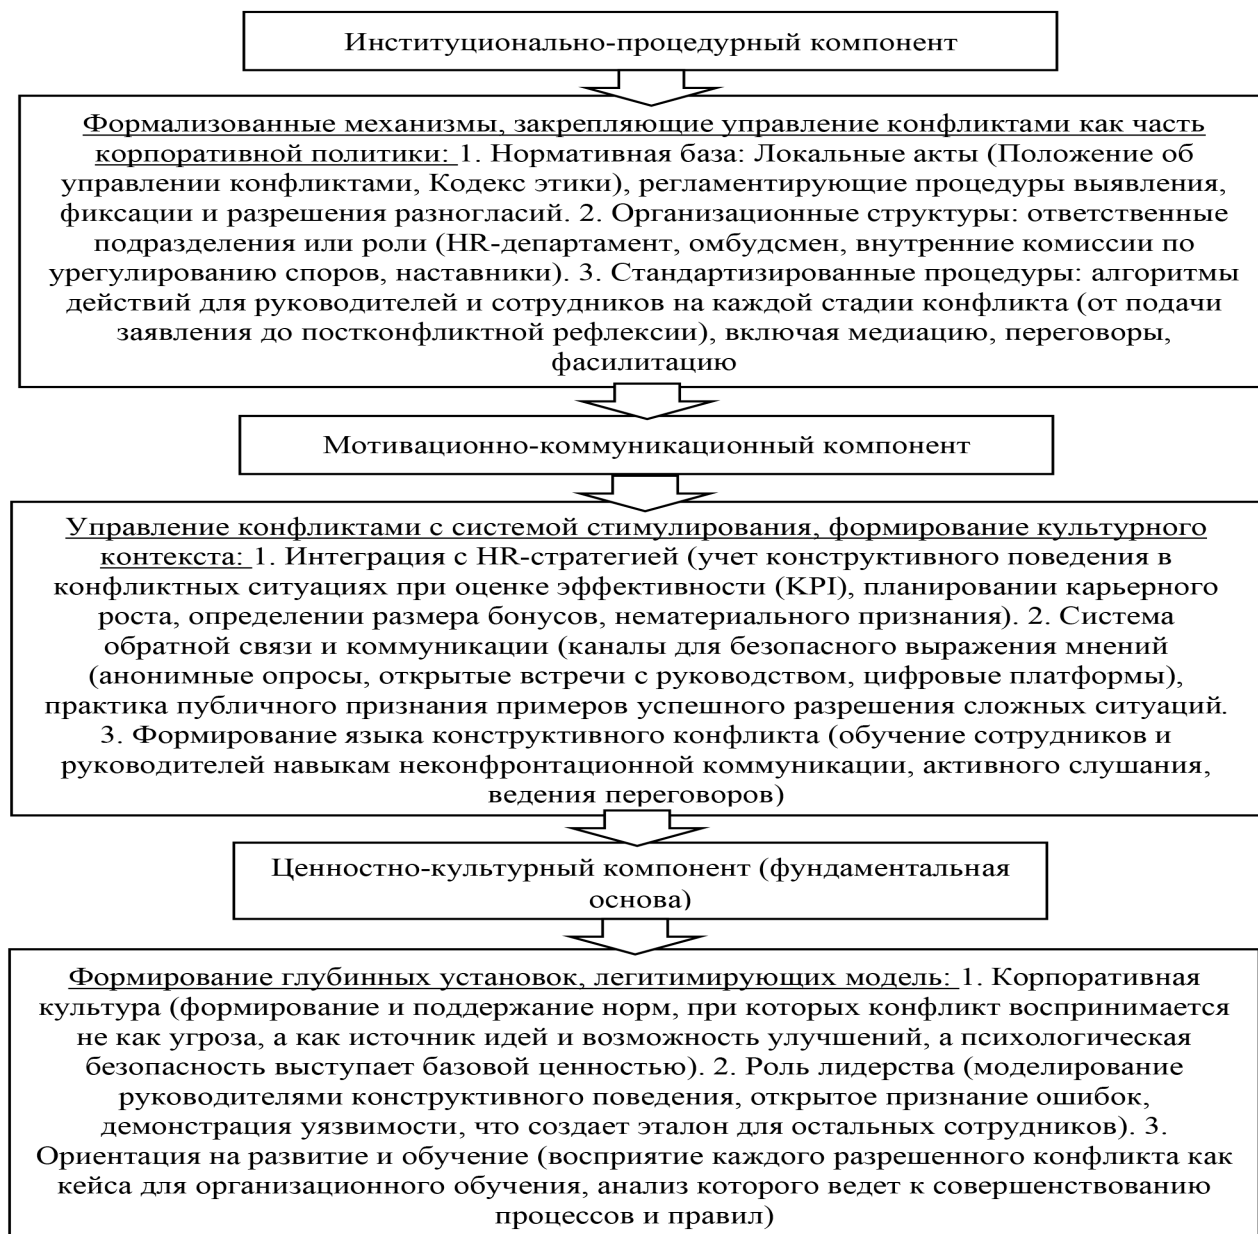 Институционально-процедурный компонент
Формализованные механизмы, закрепляющие управление конфликтами как часть
корпоративной политики: 1. Нормативная база: Локальные акты (Положение об
управлении конфликтами, Кодекс этики), регламентирующие процедуры выявления,
фиксации и разрешения разногласий. 2. Организационные структуры: ответственные
подразделения или роли (HR-департамент, омбудсмен, внутренние комиссии по
урегулированию споров, наставники). 3. Стандартизированные процедуры: алгоритмы
действий для руководителей и сотрудников на каждой стадии конфликта (от подачи
заявления до постконфликтной рефлексии), включая медиацию, переговоры,
фасилитацию
Мотивационно-коммуникационный компонент
Управление конфликтами с системой стимулирования, формирование культурного
контекста: 1. Интеграция с HR-стратегией (учет конструктивного поведения в
конфликтных ситуациях при оценке эффективности (KPI), планировании карьерного
роста, определении размера бонусов, нематериального признания). 2. Система
обратной связи и коммуникации (каналы для безопасного выражения мнений
(анонимные опросы, открытые встречи с руководством, цифровые платформы),
практика публичного признания примеров успешного разрешения сложных ситуаций.
3. Формирование языка конструктивного конфликта (обучение сотрудников и
руководителей навыкам неконфронтационной коммуникации, активного слушания,
ведения переговоров)
Ценностно-культурный компонент (фундаментальная
основа)
Формирование глубинных установок, легитимирующих модель: 1. Корпоративная
культура (формирование и поддержание норм, при которых конфликт воспринимается
не как угроза, а как источник идей и возможность улучшений, а психологическая
безопасность выступает базовой ценностью). 2. Роль лидерства (моделирование
руководителями конструктивного поведения, открытое признание ошибок,
демонстрация уязвимости, что создает эталон для остальных сотрудников). 3.
Ориентация на развитие и обучение (восприятие каждого разрешенного конфликта как
кейса для организационного обучения, анализ которого ведет к совершенствованию
процессов и правил)